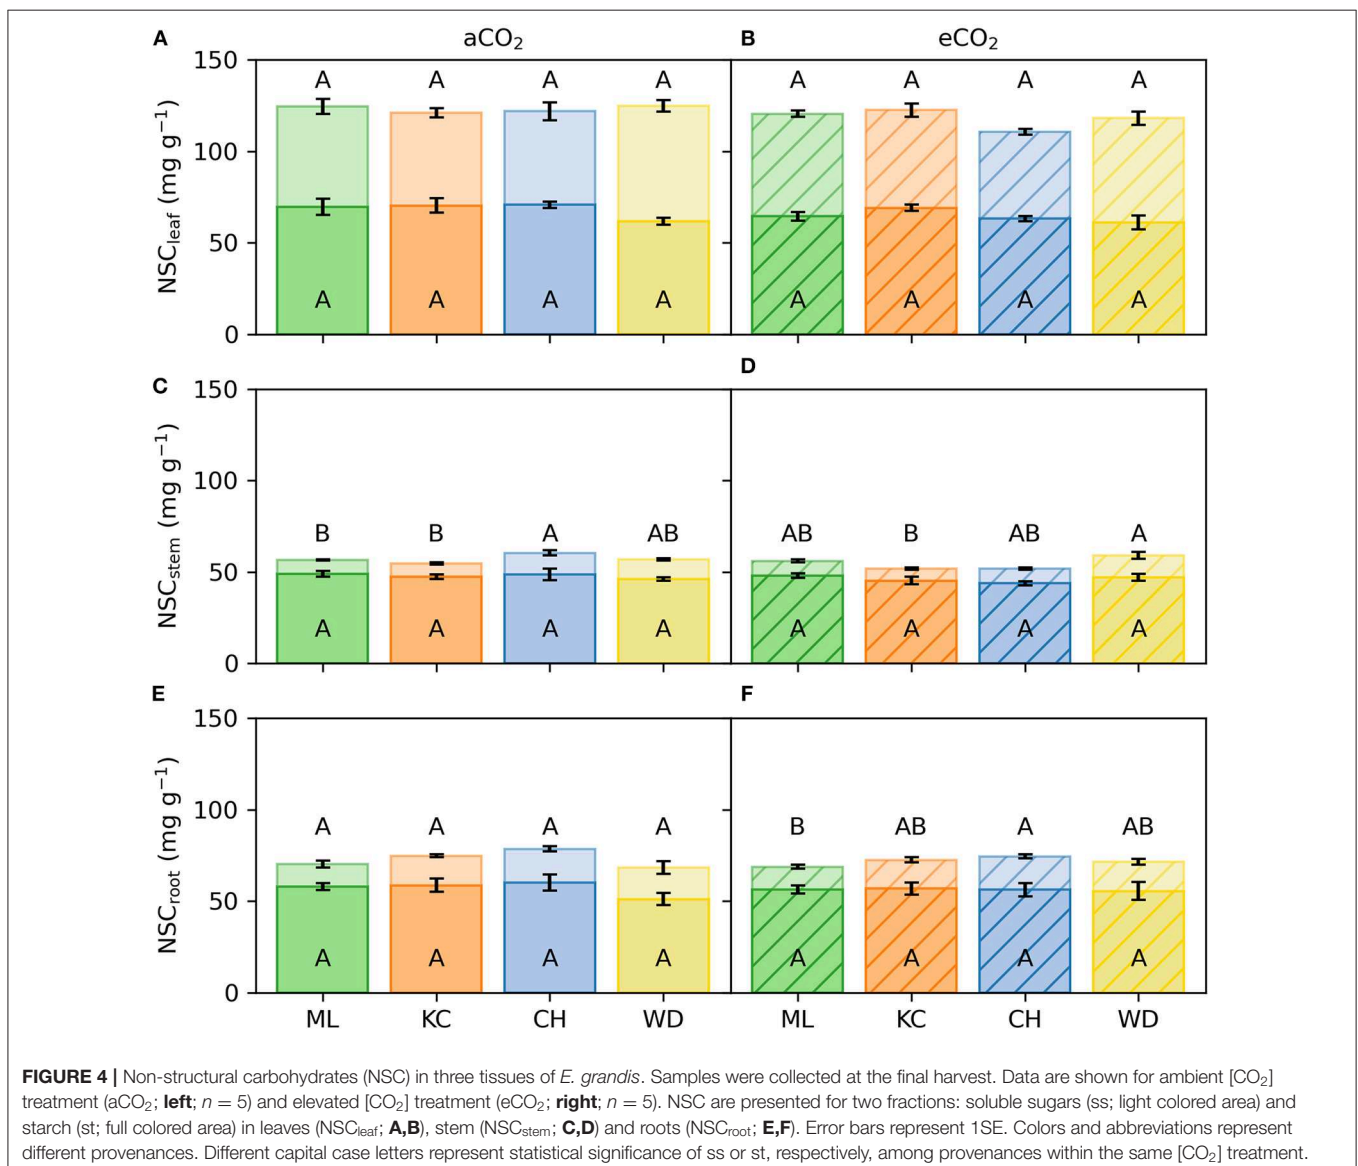 A aCO₂ B eCO₂
150
A A A A A A A A
100
NSCleaf (mg g⁻¹)
50
A A A A A A A A
0
C D
150
100
NSCstem (mg g⁻¹)
B B A AB AB B AB A
50
A A A A A A A A
0
E F
150
100
NSCroot (mg g⁻¹)
A A A A B AB A AB
50
A A A A A A A A
0
ML KC CH WD ML KC CH WD
FIGURE 4 | Non-structural carbohydrates (NSC) in three tissues of E. grandis. Samples were collected at the final harvest. Data are shown for ambient [CO₂]
treatment (aCO₂; left; n = 5) and elevated [CO₂] treatment (eCO₂; right; n = 5). NSC are presented for two fractions: soluble sugars (ss; light colored area) and
starch (st; full colored area) in leaves (NSCleaf; A,B), stem (NSCstem; C,D) and roots (NSCroot; E,F). Error bars represent 1SE. Colors and abbreviations represent
different provenances. Different capital case letters represent statistical significance of ss or st, respectively, among provenances within the same [CO₂] treatment.